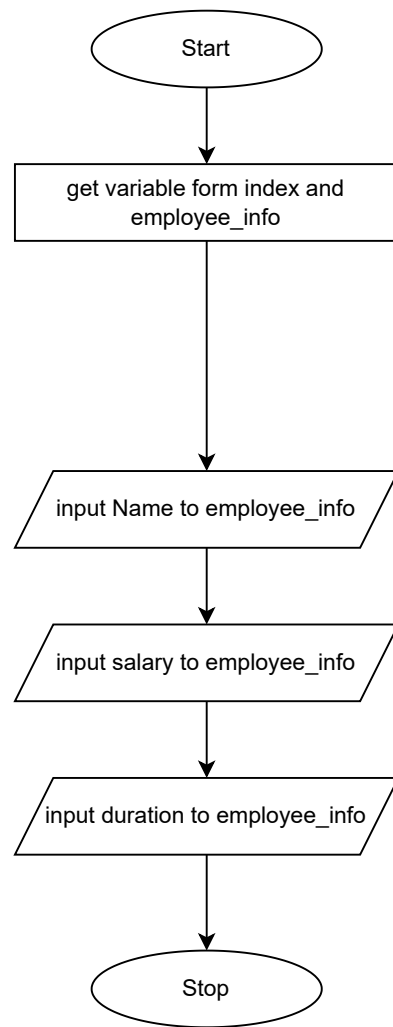 Start
get variable form index and
employee_info
input Name to employee_info
input salary to employee_info
input duration to employee_info
Stop